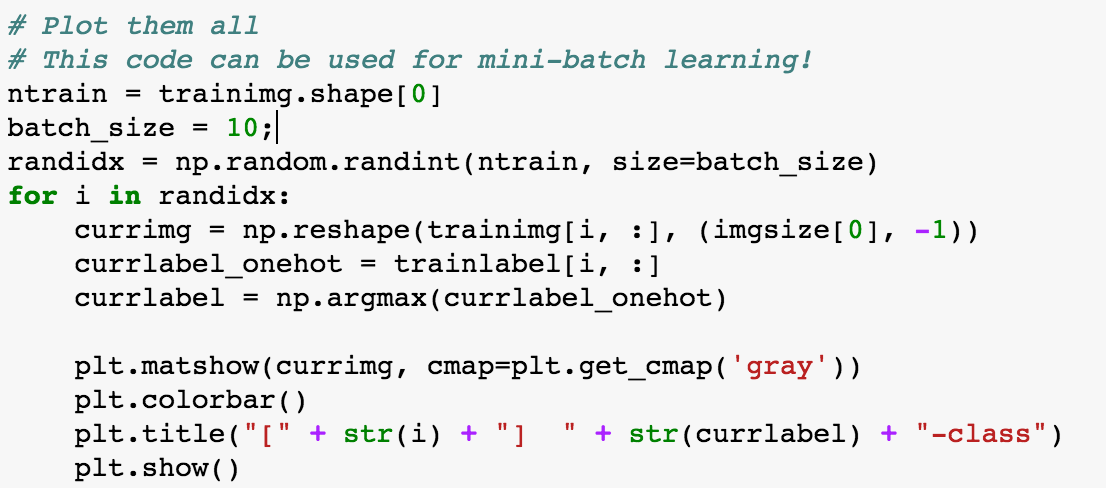 # Plot them all
# This code can be used for mini-batch learning!
ntrain = trainimg.shape[0]
batch_size = 10;
randidx = np.random.randint(ntrain, size=batch_size)
for i in randidx:
    currimg = np.reshape(trainimg[i, :], (imgsize[0], -1))
    currlabel_onehot = trainlabel[i, :]
    currlabel = np.argmax(currlabel_onehot)

    plt.matshow(currimg, cmap=plt.get_cmap('gray'))
    plt.colorbar()
    plt.title("[" + str(i) + "]  " + str(currlabel) + "-class")
    plt.show()